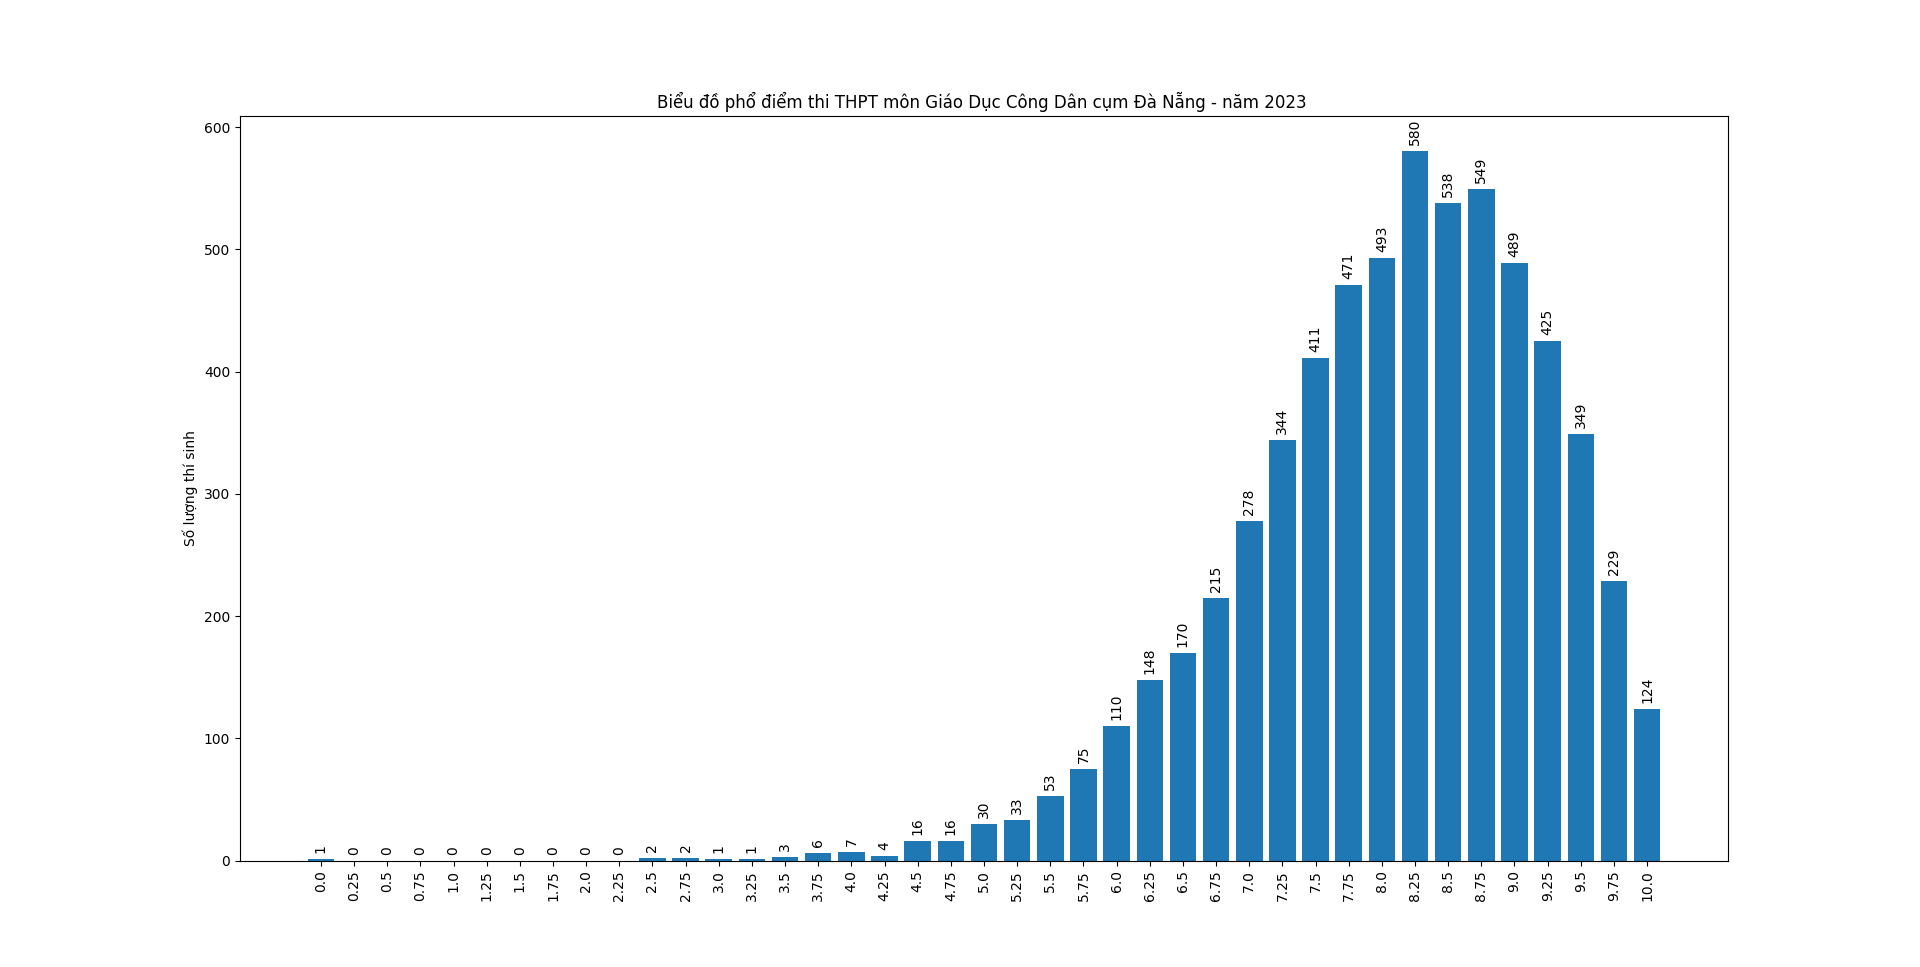 Biểu đồ phổ điểm thi THPT môn Giáo Dục Công Dân cụm Đà Nẵng - năm 2023
Số lượng thí sinh
600
500
400
300
200
100
0
1 0 0 0 0 0 0 0 0 0 2 2 1 1 3 6 7 4 16 16 30 33 53 75 110 148 170 215 278 344 411 471 493 580 538 549 489 425 349 229 124
0.0 0.25 0.5 0.75 1.0 1.25 1.5 1.75 2.0 2.25 2.5 2.75 3.0 3.25 3.5 3.75 4.0 4.25 4.5 4.75 5.0 5.25 5.5 5.75 6.0 6.25 6.5 6.75 7.0 7.25 7.5 7.75 8.0 8.25 8.5 8.75 9.0 9.25 9.5 9.75 10.0